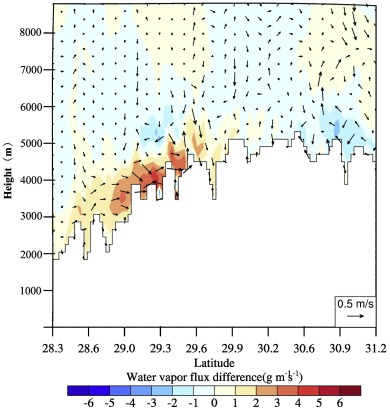 8000
7000
6000
5000
4000
3000
2000
1000
Height (m)
0.5 m/s
28.3 28.6 29.0 29.3 29.6 29.9 30.2 30.6 30.9 31.2
Latitude
Water vapor flux difference(g m⁻¹s⁻¹)
-6 -5 -4 -3 -2 -1 0 1 2 3 4 5 6